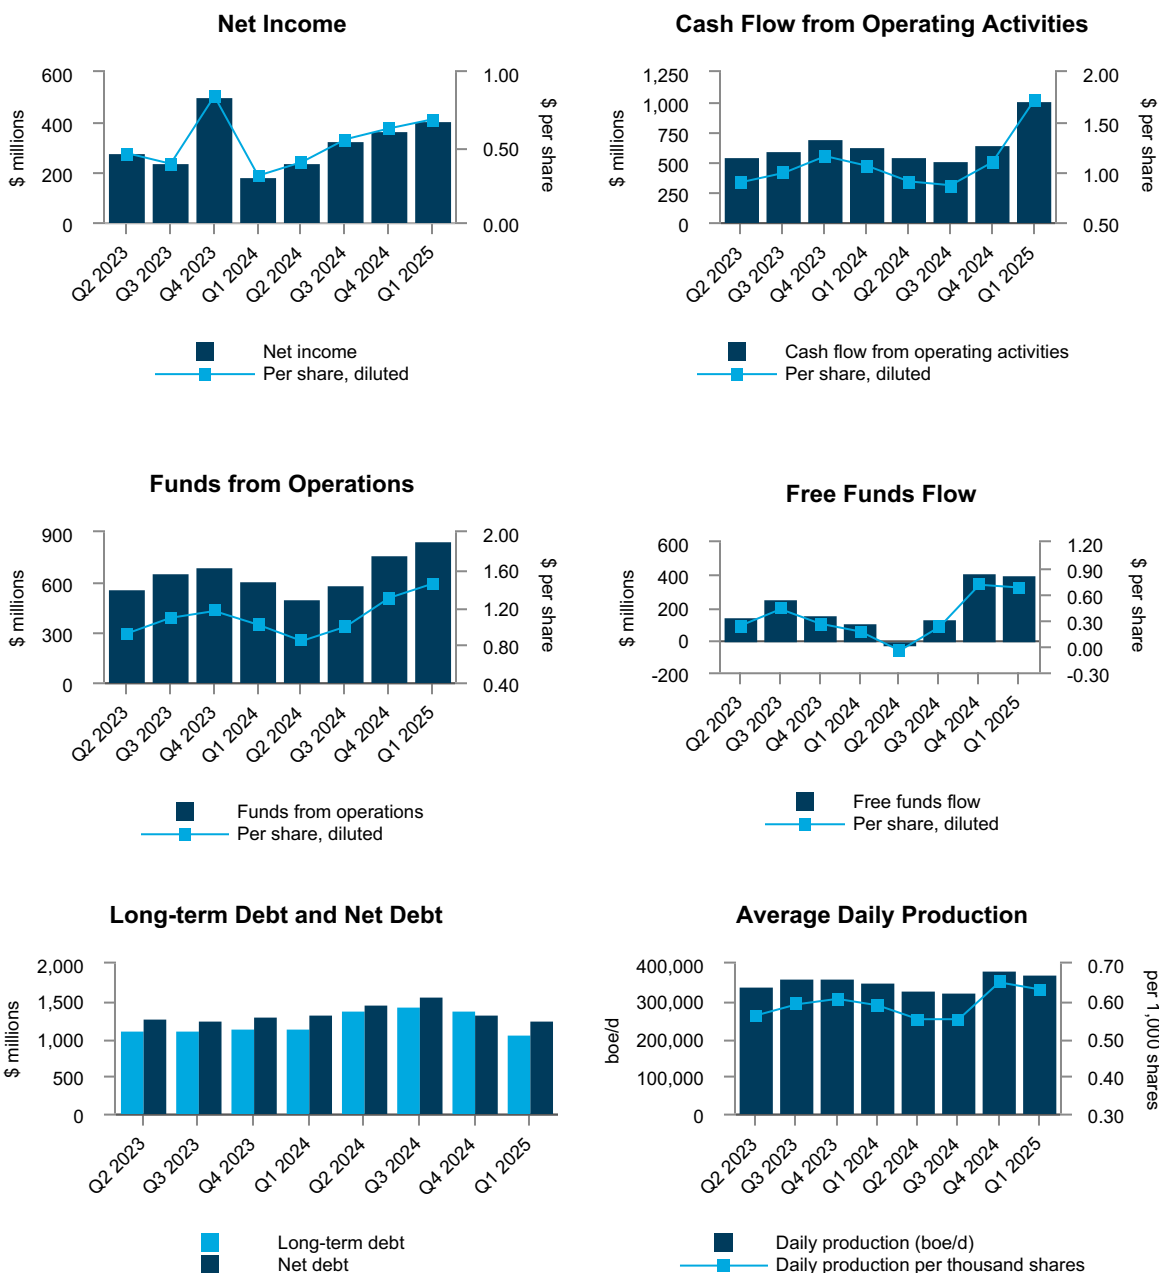 Net Income
600
400
200
0
$ millions
1.00
0.50
0.00
$ per share
Q2 2023
Q3 2023
Q4 2023
Q1 2024
Q2 2024
Q3 2024
Q4 2024
Q1 2025
Net income
Per share, diluted
Cash Flow from Operating Activities
1,250
1,000
750
500
250
0
$ millions
2.00
1.50
1.00
0.50
$ per share
Q2 2023
Q3 2023
Q4 2023
Q1 2024
Q2 2024
Q3 2024
Q4 2024
Q1 2025
Cash flow from operating activities
Per share, diluted
Funds from Operations
900
600
300
0
$ millions
2.00
1.60
1.20
0.80
0.40
$ per share
Q2 2023
Q3 2023
Q4 2023
Q1 2024
Q2 2024
Q3 2024
Q4 2024
Q1 2025
Funds from operations
Per share, diluted
Free Funds Flow
600
400
200
0
-200
$ millions
1.20
0.90
0.60
0.30
0.00
-0.30
$ per share
Q2 2023
Q3 2023
Q4 2023
Q1 2024
Q2 2024
Q3 2024
Q4 2024
Q1 2025
Free funds flow
Per share, diluted
Long-term Debt and Net Debt
2,000
1,500
1,000
500
0
$ millions
Q2 2023
Q3 2023
Q4 2023
Q1 2024
Q2 2024
Q3 2024
Q4 2024
Q1 2025
Long-term debt
Net debt
Average Daily Production
400,000
300,000
200,000
100,000
0
boe/d
0.70
0.60
0.50
0.40
0.30
per 1,000 shares
Q2 2023
Q3 2023
Q4 2023
Q1 2024
Q2 2024
Q3 2024
Q4 2024
Q1 2025
Daily production (boe/d)
Daily production per thousand shares